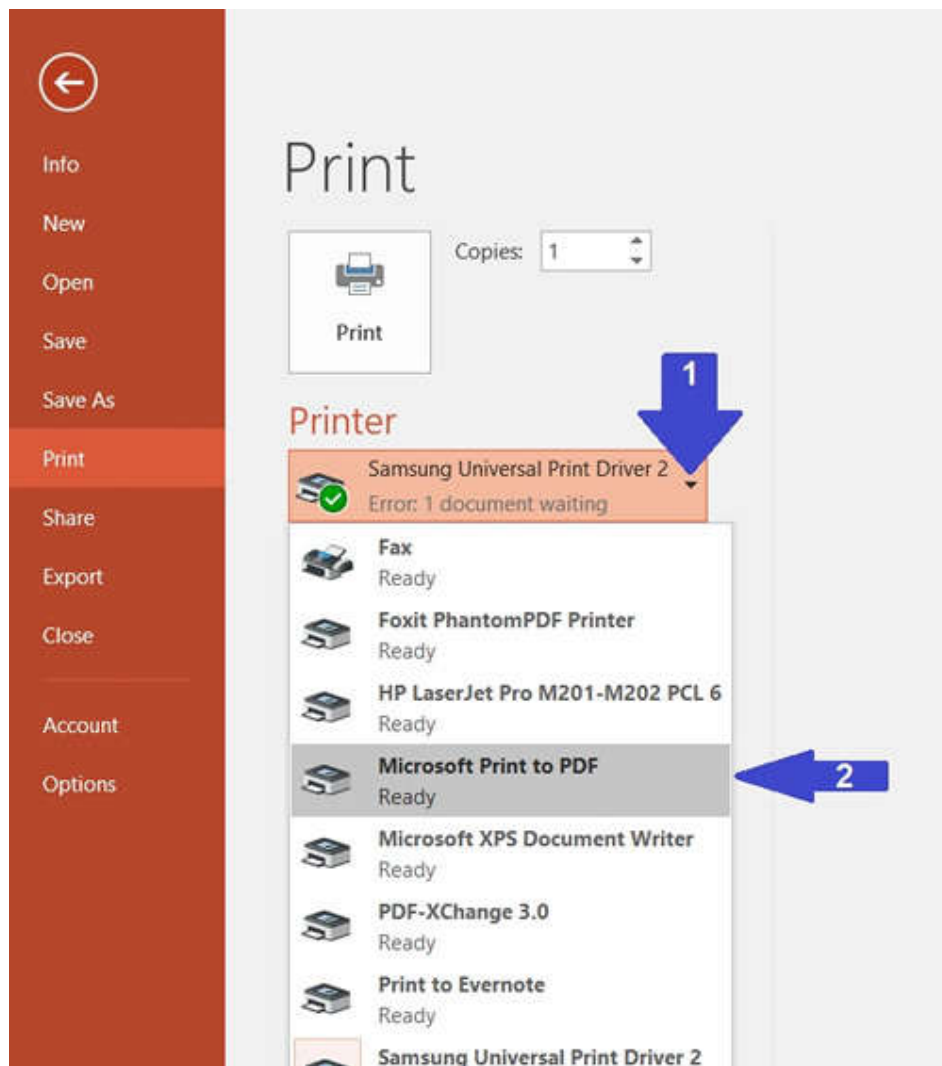 Info
New
Open
Save
Save As
Print
Share
Export
Close
Account
Options
Print
Copies: 1
Print
1
Printer
Samsung Universal Print Driver 2
Error: 1 document waiting
Fax
Ready
Foxit PhantomPDF Printer
Ready
HP LaserJet Pro M201-M202 PCL 6
Ready
Microsoft Print to PDF
Ready
2
Microsoft XPS Document Writer
Ready
PDF-XChange 3.0
Ready
Print to Evernote
Ready
Samsung Universal Print Driver 2